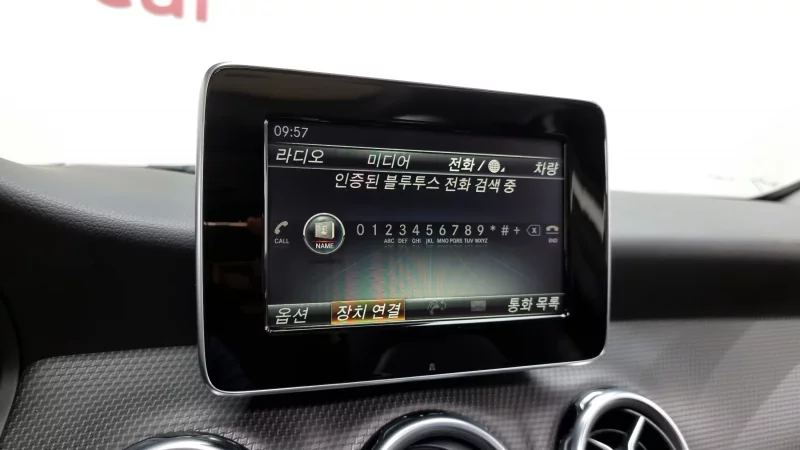 car
09:57
라디오 미디어 전화 / 차량
인증된 블루투스 전화 검색 중
CALL NAME 0 1 2 3 4 5 6 7 8 9 * # + END
ABC DEF GHI JKL MNO PQRS TUV WXYZ
옵션 장치 연결 통화 목록